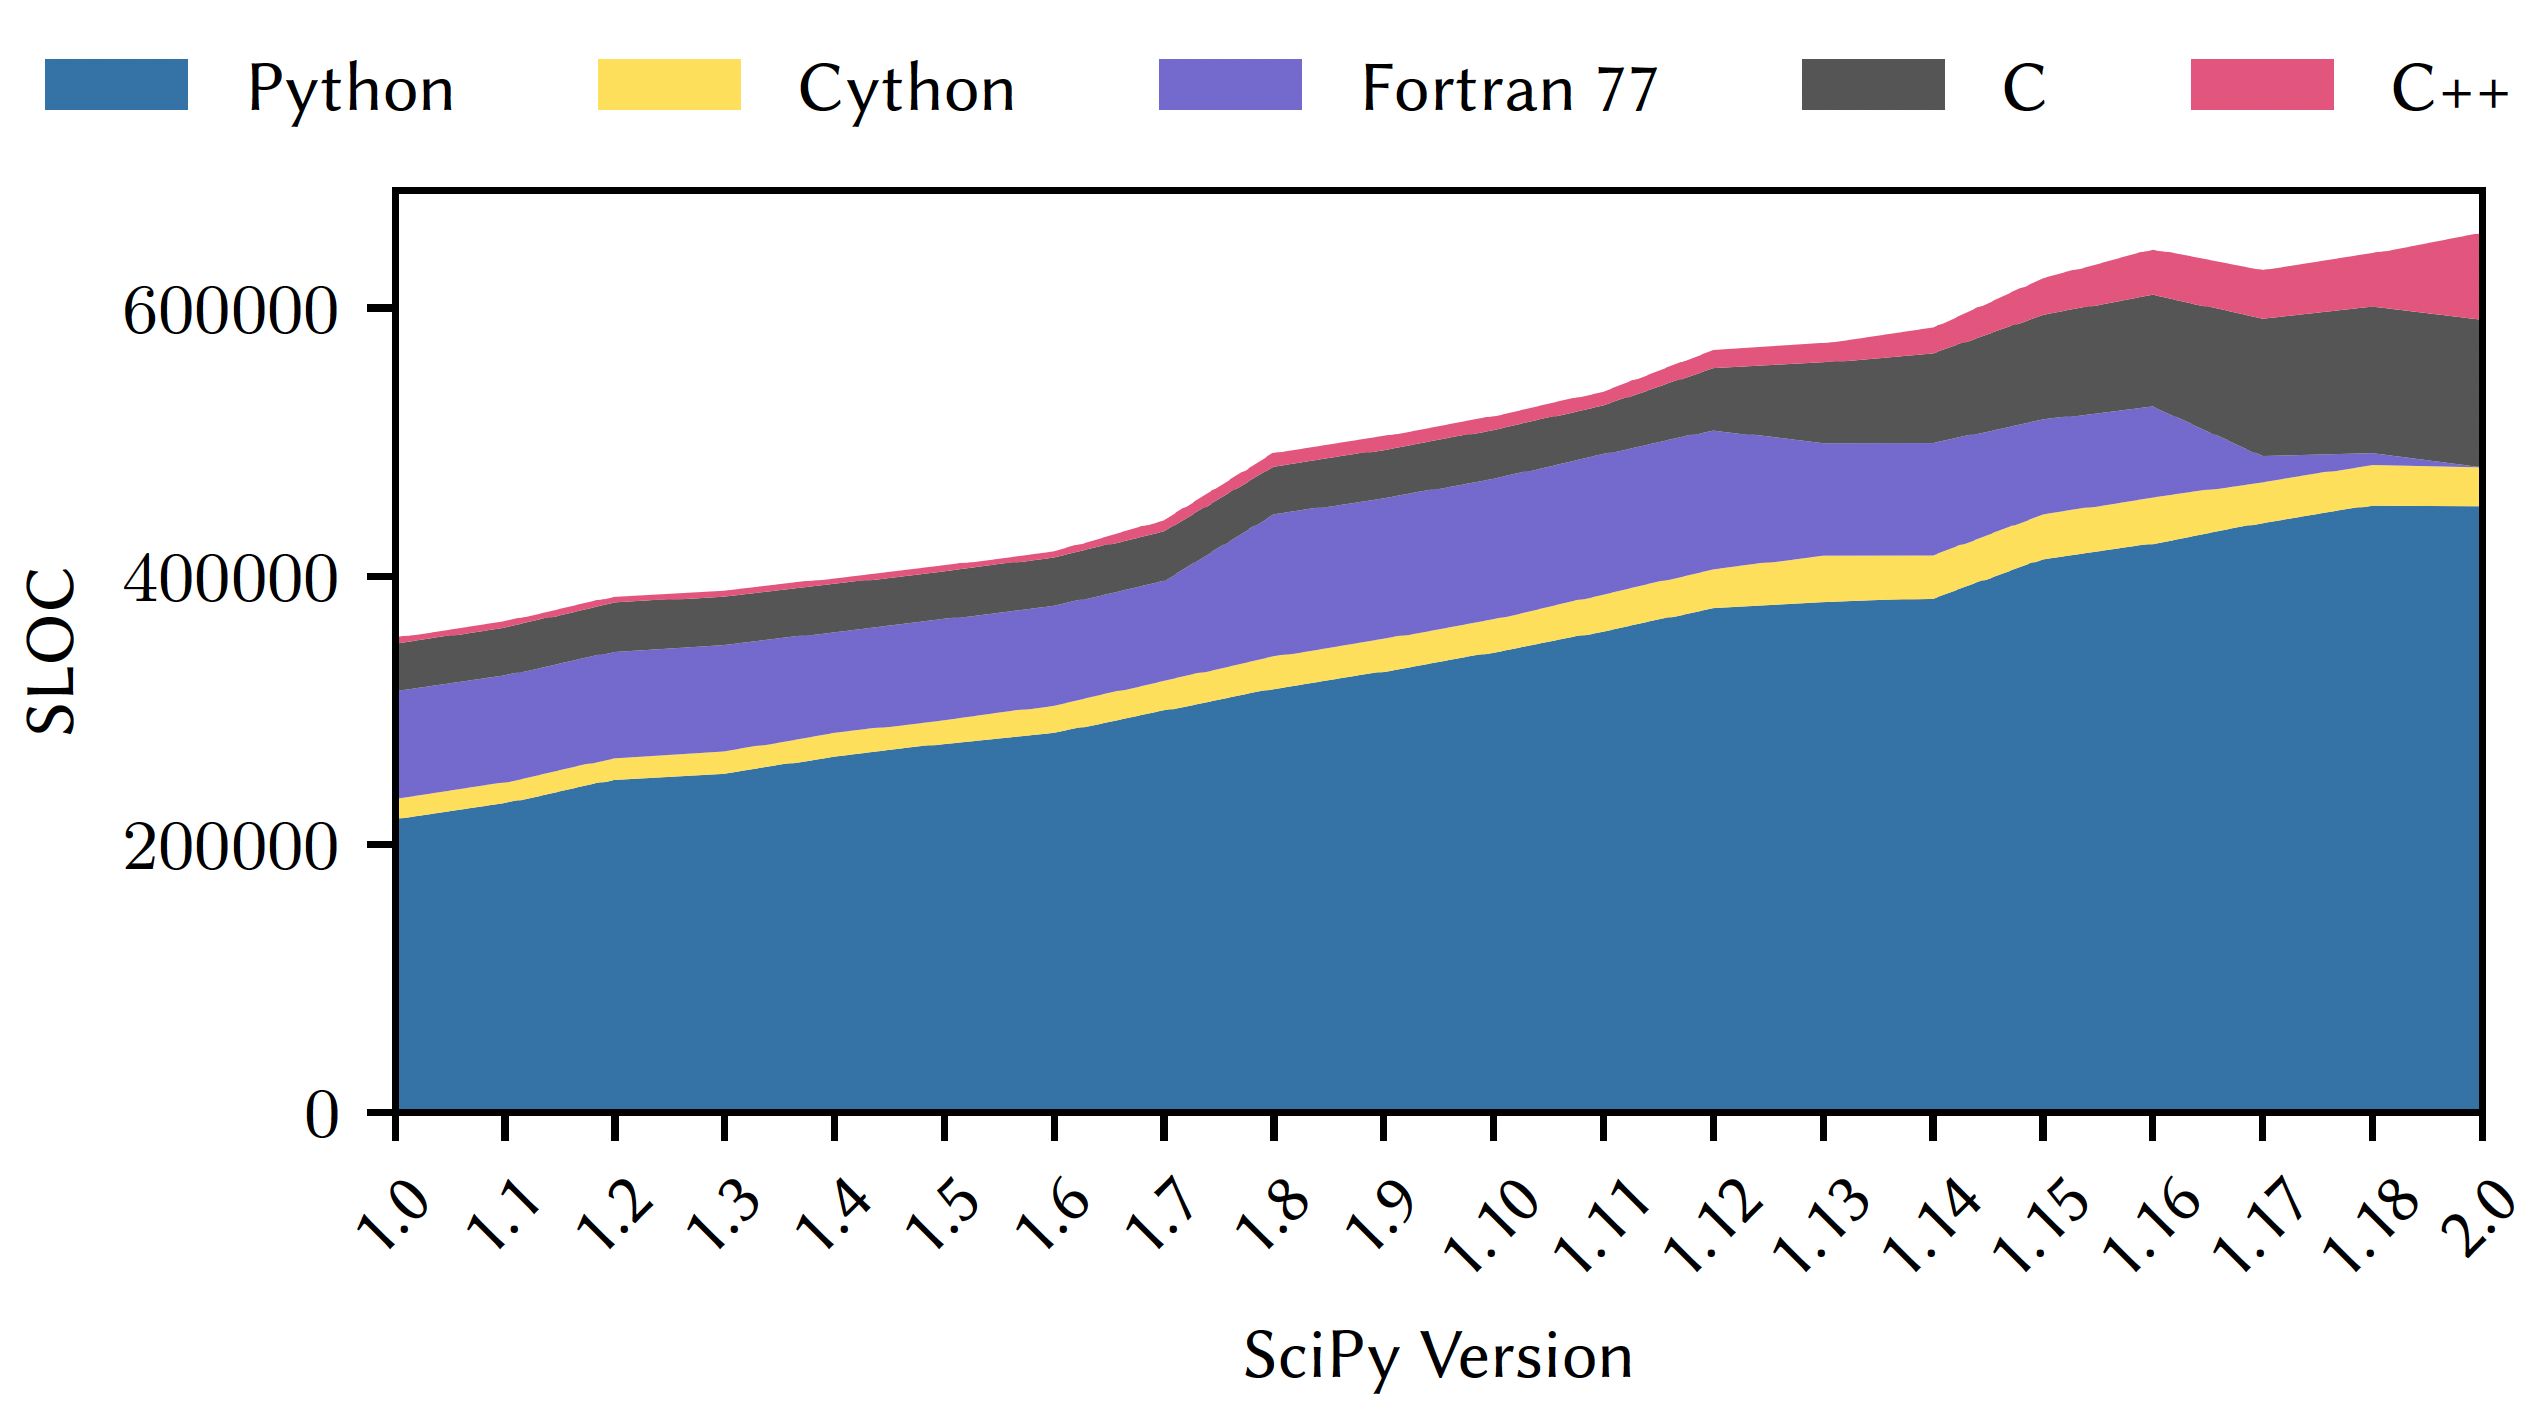 Python Cython Fortran 77 C C++
600000
400000
200000
0
SLOC
1.0 1.1 1.2 1.3 1.4 1.5 1.6 1.7 1.8 1.9 1.10 1.11 1.12 1.13 1.14 1.15 1.16 1.17 1.18 2.0
SciPy Version